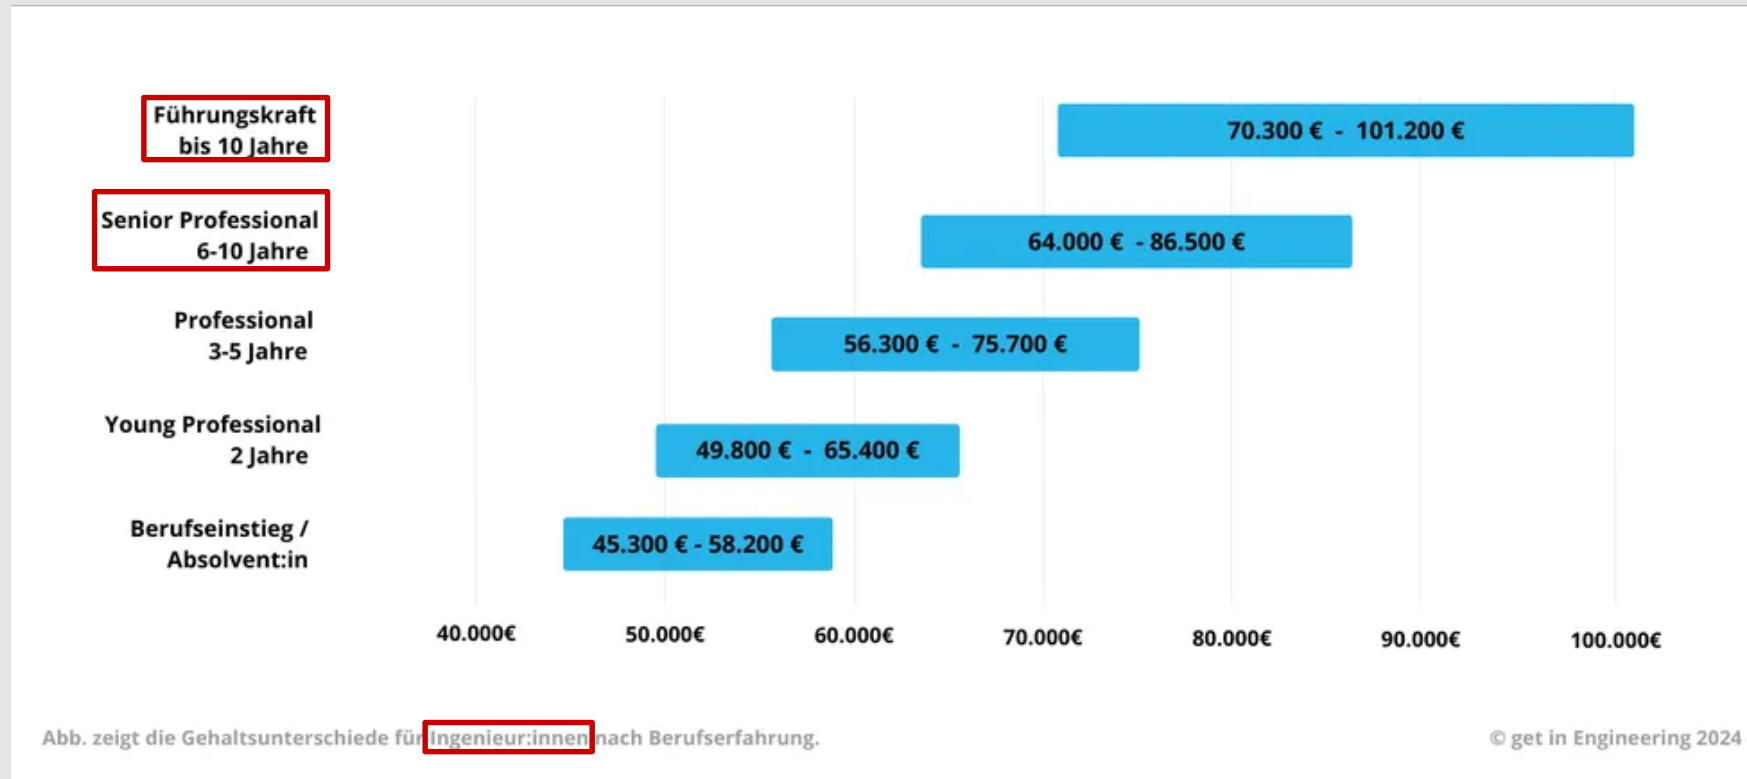 Führungskraft
bis 10 Jahre
70.300 € - 101.200 €
Senior Professional
6-10 Jahre
64.000 € - 86.500 €
Professional
3-5 Jahre
56.300 € - 75.700 €
Young Professional
2 Jahre
49.800 € - 65.400 €
Berufseinstieg /
Absolvent:in
45.300 € - 58.200 €
40.000€ 50.000€ 60.000€ 70.000€ 80.000€ 90.000€ 100.000€
Abb. zeigt die Gehaltsunterschiede für Ingenieur:innen nach Berufserfahrung.
© get in Engineering 2024